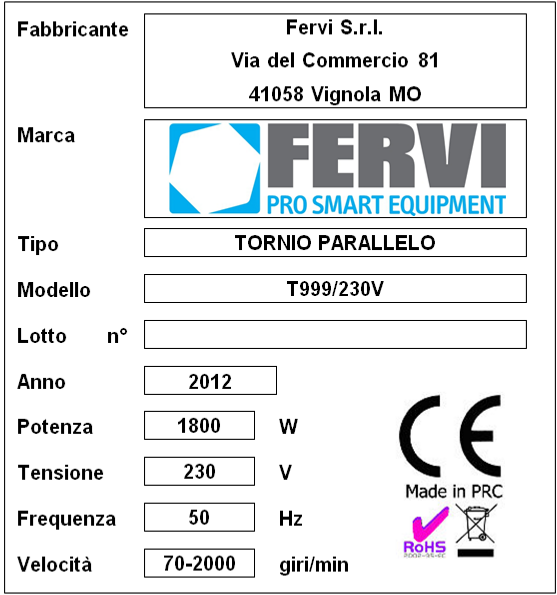 Fabbricante
Fervi S.r.l.
Via del Commercio 81
41058 Vignola MO
Marca
FERVI
PRO SMART EQUIPMENT
Tipo TORNIO PARALLELO
Modello T999/230V
Lotto n°
Anno 2012
Potenza 1800 W
Tensione 230 V
Frequenza 50 Hz
Velocità 70-2000 giri/min
CE
Made in PRC
RoHS
2002-95-EC